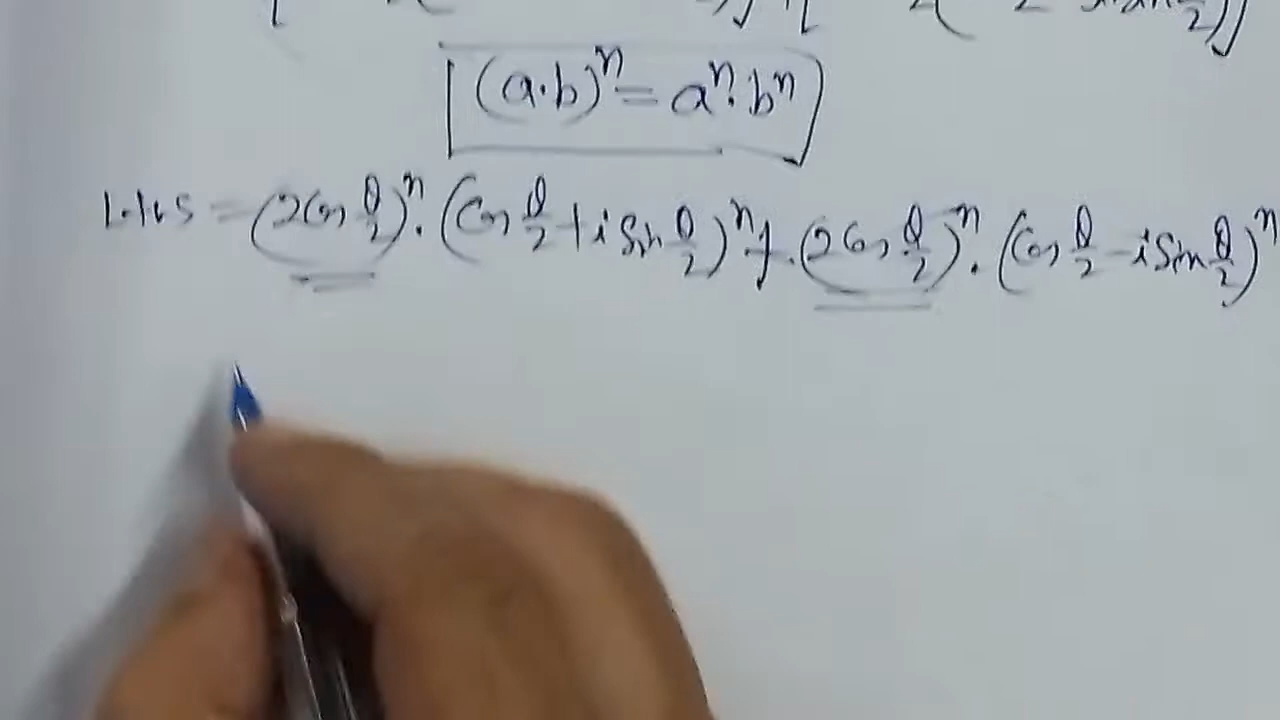 (a·b)ⁿ = aⁿ·bⁿ
L.H.S = (2Cos θ/2)ⁿ · (Cos θ/2 + i Sin θ/2)ⁿ + (2Cos θ/2)ⁿ · (Cos θ/2 - i Sin θ/2)ⁿ